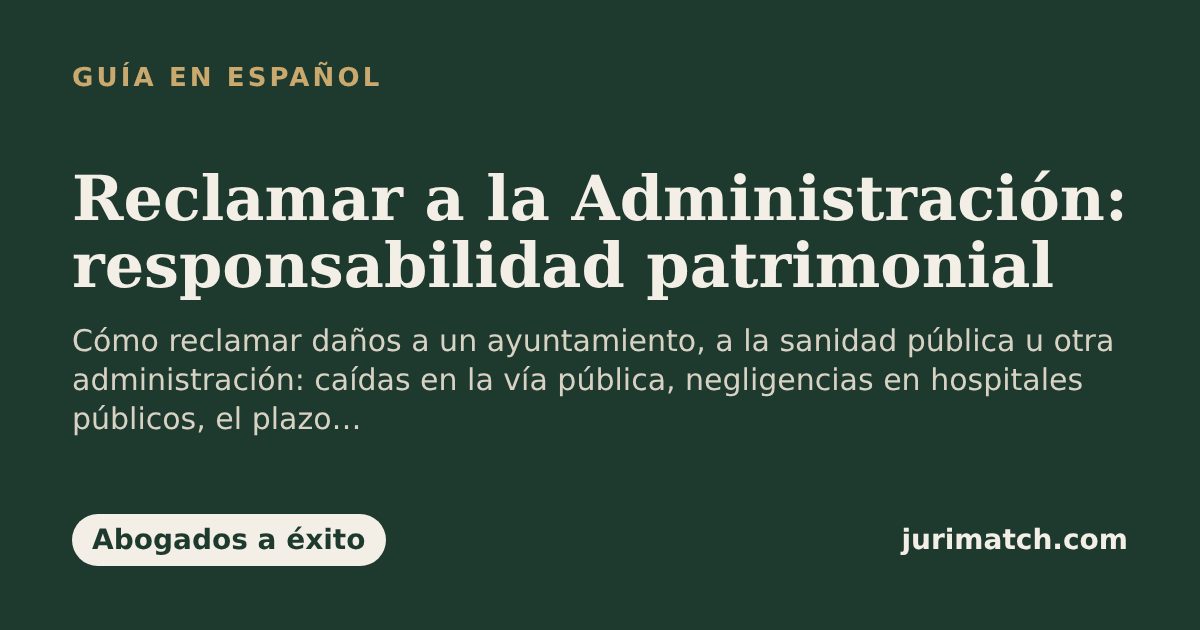 GUÍA EN ESPAÑOL
Reclamar a la Administración:
responsabilidad patrimonial
Cómo reclamar daños a un ayuntamiento, a la sanidad pública u otra
administración: caídas en la vía pública, negligencias en hospitales
públicos, el plazo…
Abogados a éxito
jurimatch.com